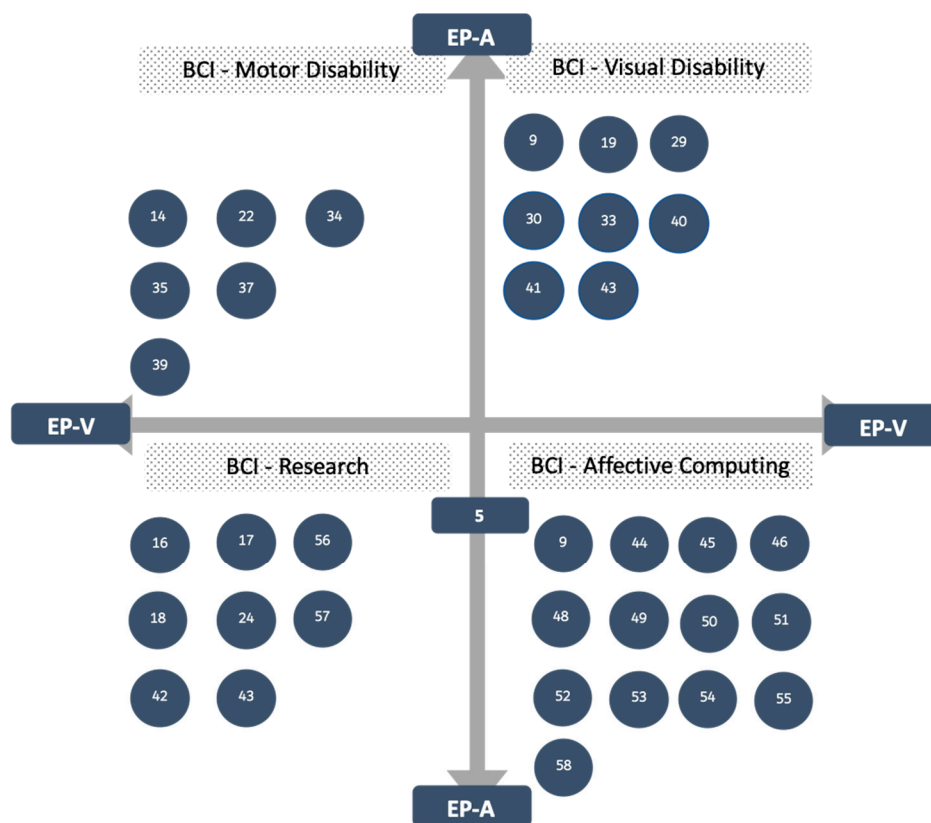 EP-A
BCI - Motor Disability
BCI - Visual Disability
9 19 29
14 22 34
30 33 40
35 37
41 43
39
EP-V
EP-V
BCI - Research
BCI - Affective Computing
5
16 17 56
9 44 45 46
18 24 57
48 49 50 51
42 43
52 53 54 55
58
EP-A